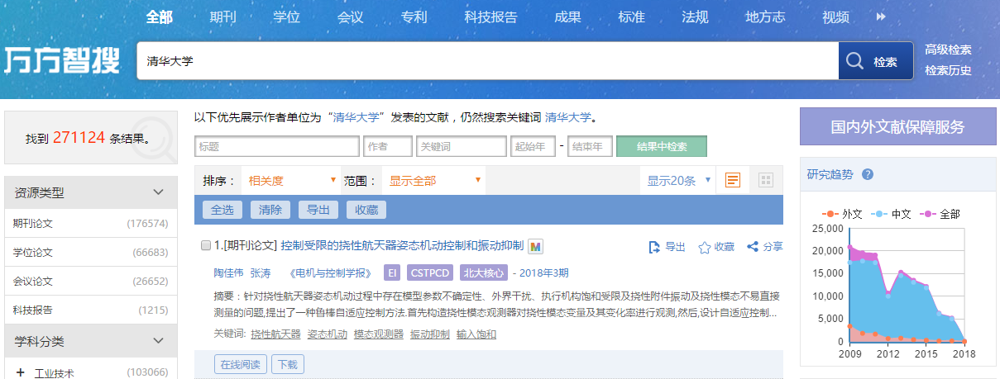 全部 期刊 学位 会议 专利 科技报告 成果 标准 法规 地方志 视频
万方智搜
清华大学
检索
高级检索
检索历史
找到 271124 条结果。
资源类型
期刊论文 (176574)
学位论文 (66683)
会议论文 (26652)
科技报告 (1215)
学科分类
+ 工业技术 (103066)
以下优先展示作者单位为“清华大学”发表的文献，仍然搜索关键词 清华大学。
标题 作者 关键词 起始年 - 结束年 结果中检索
排序： 相关度 范围： 显示全部 显示20条
全选 清除 导出 收藏
1.[期刊论文] 控制受限的挠性航天器姿态机动控制和振动抑制 M 导出 收藏 分享
陶佳伟 张涛 《电机与控制学报》 EI CSTPCD 北大核心 - 2018年3期
摘要：针对挠性航天器姿态机动过程中存在模型参数不确定性、外界干扰、执行机构饱和受限及挠性附件振动及挠性模态不易直接
测量的问题,提出了一种鲁棒自适应控制方法.首先构造挠性模态观测器对挠性模态变量及其变化率进行观测,然后,设计自适应控制...
关键词: 挠性航天器 姿态机动 模态观测器 振动抑制 输入饱和
在线阅读 下载
国内外文献保障服务
研究趋势 ?
外文 中文 全部
25,000
20,000
15,000
10,000
5,000
0
2009 2012 2015 2018